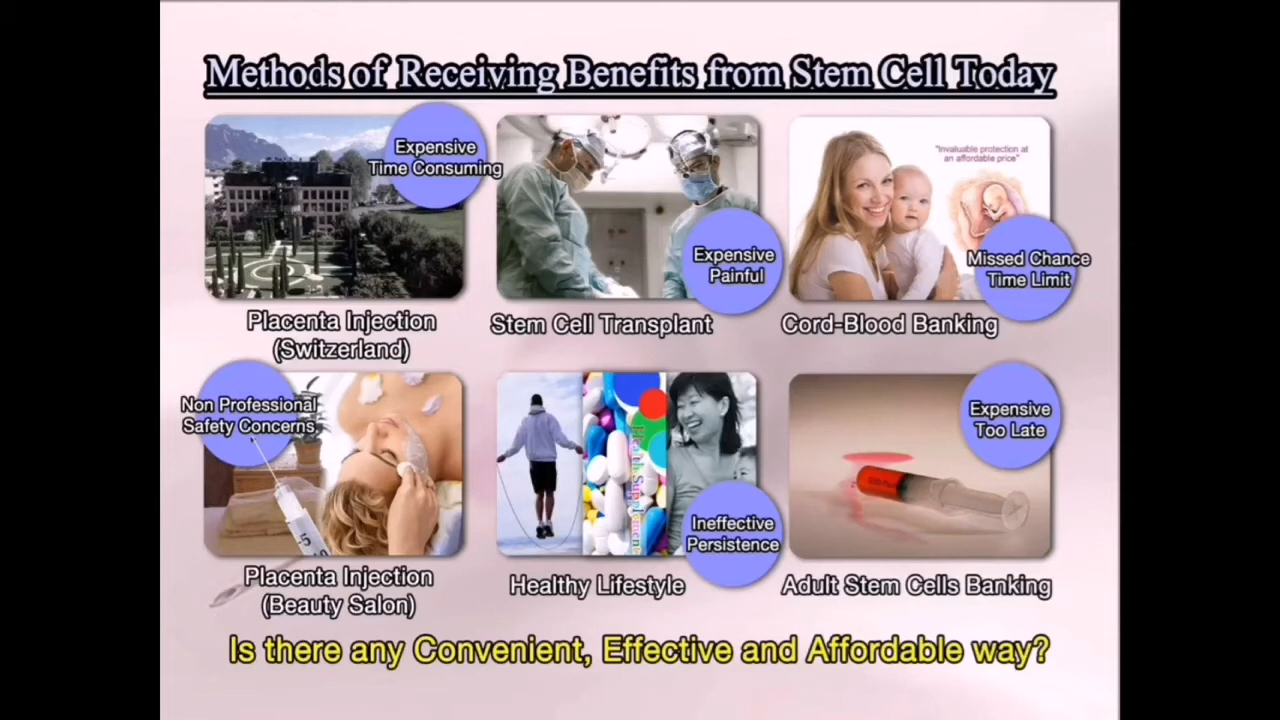 Methods of Receiving Benefits from Stem Cell Today
Expensive
Time Consuming
Placenta Injection
(Switzerland)
Expensive
Painful
Stem Cell Transplant
"Invaluable protection at
an affordable price"
Missed Chance
Time Limit
Cord-Blood Banking
Non Professional
Safety Concerns.
Placenta Injection
(Beauty Salon)
Health Supplement
Ineffective
Persistence
Healthy Lifestyle
Expensive
Too Late
Adult Stem Cells Banking
Is there any Convenient, Effective and Affordable way?